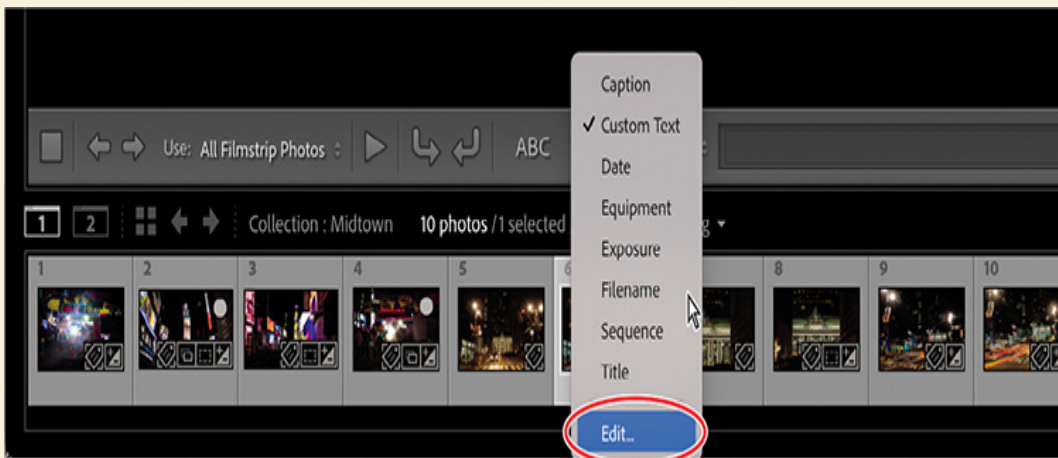 Caption
✓ Custom Text
Use: All Filmstrip Photos
ABC
Date
Equipment
1 2 Collection : Midtown 10 photos /1 selected
Exposure
1 2 3 4 5 6 8 9 10
Filename
Sequence
Title
Edit...